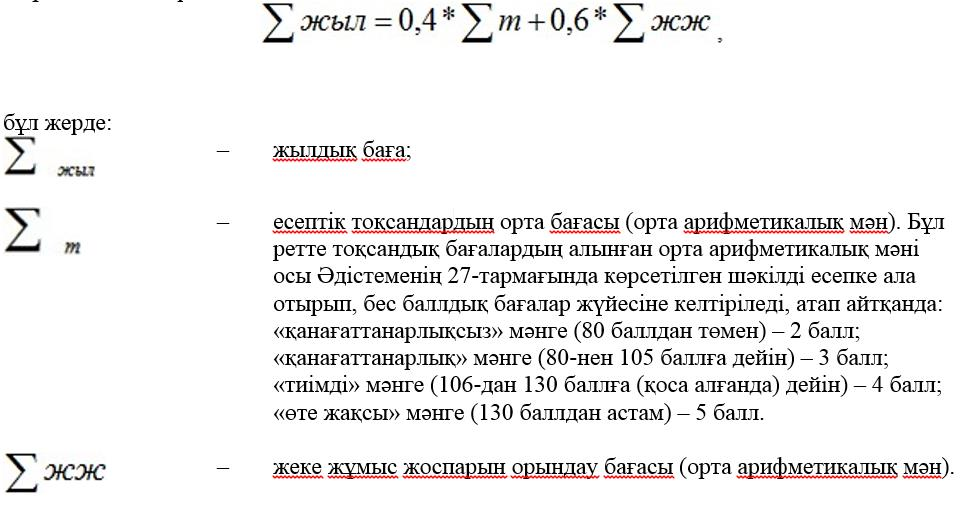 ∑ жыл = 0,4 * ∑ т + 0,6 * ∑ жж ,
бұл жерде:
∑ жыл – жылдық баға;
∑ т – есептік тоқсандардың орта бағасы (орта арифметикалық мән). Бұл
ретте тоқсандық бағалардың алынған орта арифметикалық мәні
осы Әдістеменің 27-тармағында көрсетілген шәкілді есепке ала
отырып, бес баллдық бағалар жүйесіне келтіріледі, атап айтқанда:
«қанағаттанарлықсыз» мәнге (80 баллдан төмен) – 2 балл;
«қанағаттанарлық» мәнге (80-нен 105 баллға дейін) – 3 балл;
«тиімді» мәнге (106-дан 130 баллға (қоса алғанда) дейін) – 4 балл;
«өте жақсы» мәнге (130 баллдан астам) – 5 балл.
∑ жж – жеке жұмыс жоспарын орындау бағасы (орта арифметикалық мән).